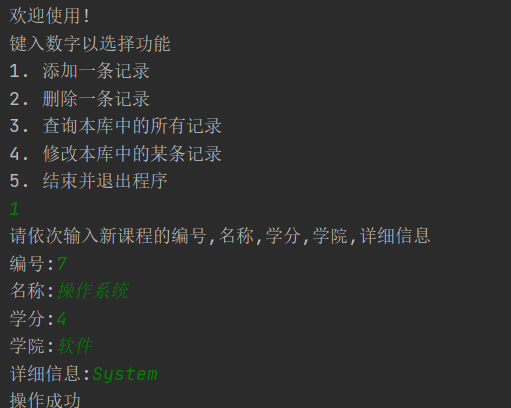 欢迎使用!
键入数字以选择功能
1. 添加一条记录
2. 删除一条记录
3. 查询本库中的所有记录
4. 修改本库中的某条记录
5. 结束并退出程序
1
请依次输入新课程的编号,名称,学分,学院,详细信息
编号:7
名称:操作系统
学分:4
学院:软件
详细信息:System
操作成功